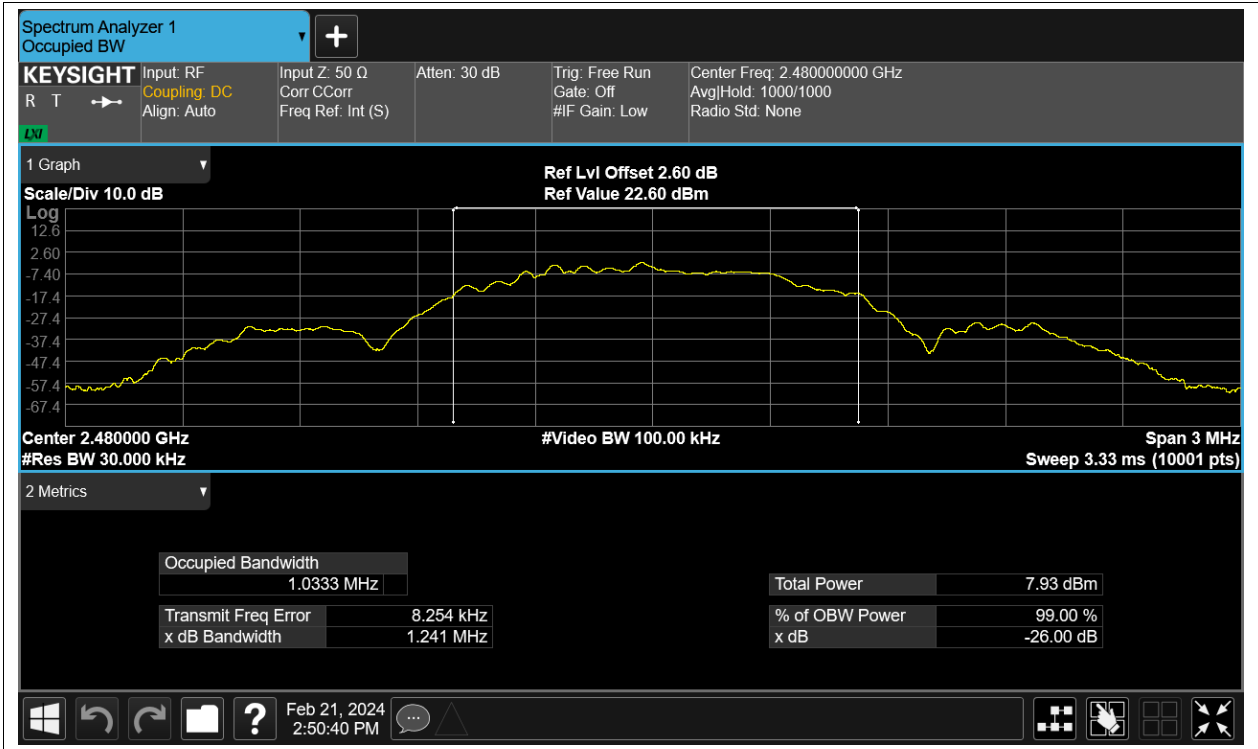 Spectrum Analyzer 1
Occupied BW
KEYSIGHT
R T
LXI
Input: RF
Coupling: DC
Align: Auto
Input Z: 50 Ω
Corr CCorr
Freq Ref: Int (S)
Atten: 30 dB
Trig: Free Run
Gate: Off
#IF Gain: Low
Center Freq: 2.480000000 GHz
Avg|Hold: 1000/1000
Radio Std: None
1 Graph
Scale/Div 10.0 dB
Ref Lvl Offset 2.60 dB
Ref Value 22.60 dBm
Log
12.6
2.60
-7.40
-17.4
-27.4
-37.4
-47.4
-57.4
-67.4
Center 2.480000 GHz
#Res BW 30.000 kHz
#Video BW 100.00 kHz
Span 3 MHz
Sweep 3.33 ms (10001 pts)
2 Metrics
Occupied Bandwidth
1.0333 MHz
Transmit Freq Error 8.254 kHz
x dB Bandwidth 1.241 MHz
Total Power 7.93 dBm
% of OBW Power 99.00 %
x dB -26.00 dB
?
Feb 21, 2024
2:50:40 PM